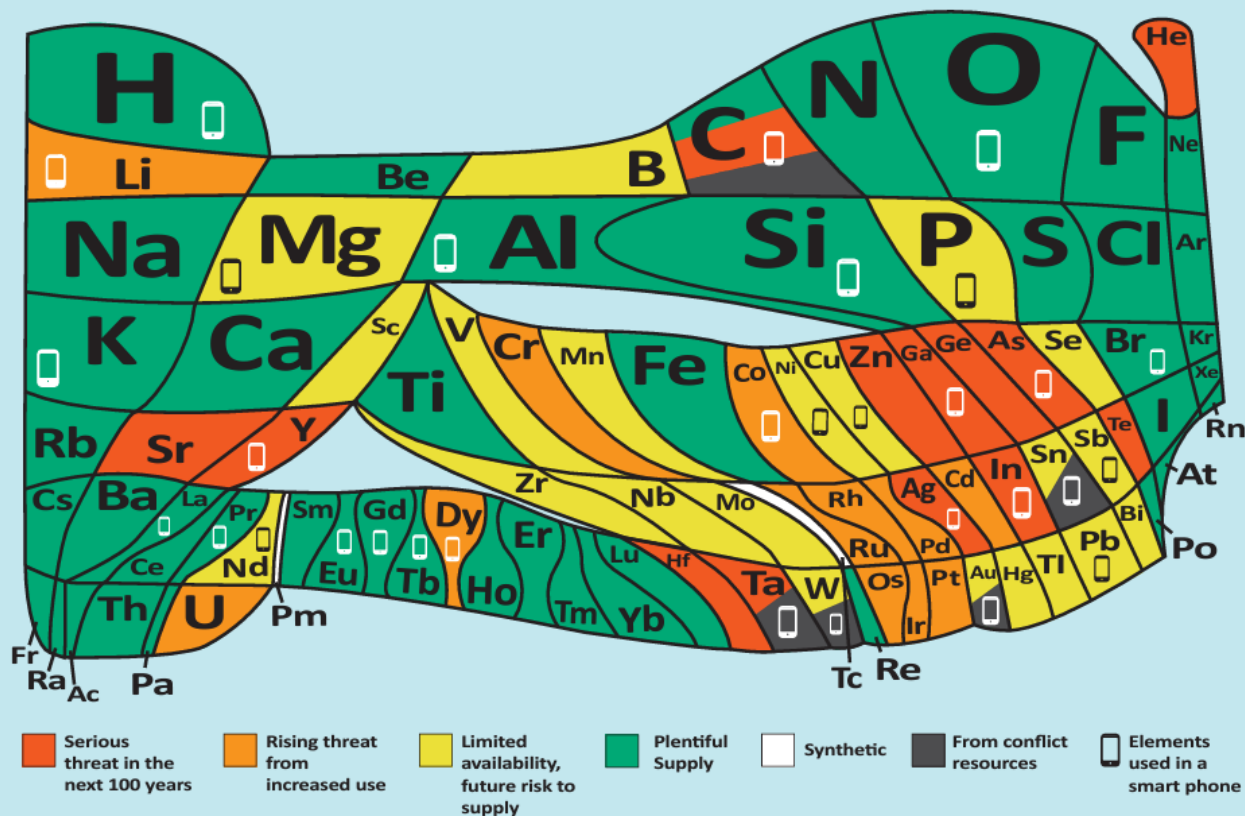 H
He
C
N
O
F
Ne
Li
Be
B
Na
Mg
Al
Si
P
S
Cl
Ar
K
Ca
Sc
Ti
V
Cr
Mn
Fe
Co
Ni
Cu
Zn
Ga
Ge
As
Se
Br
Kr
Rb
Sr
Y
Zr
Nb
Mo
Rh
Ru
Pd
Ag
Cd
In
Sn
Sb
Te
I
Xe
Rn
Cs
Ba
La
Ce
Pr
Nd
Sm
Eu
Gd
Tb
Dy
Ho
Er
Tm
Yb
Lu
Hf
Ta
W
Os
Ir
Pt
Au
Hg
Tl
Pb
Bi
At
Po
Th
U
Pm
Fr
Ra
Ac
Pa
Tc
Re
Serious
threat in the
next 100 years
Rising threat
from
increased use
Limited
availability,
future risk to
supply
Plentiful
Supply
Synthetic
From conflict
resources
Elements
used in a
smart phone